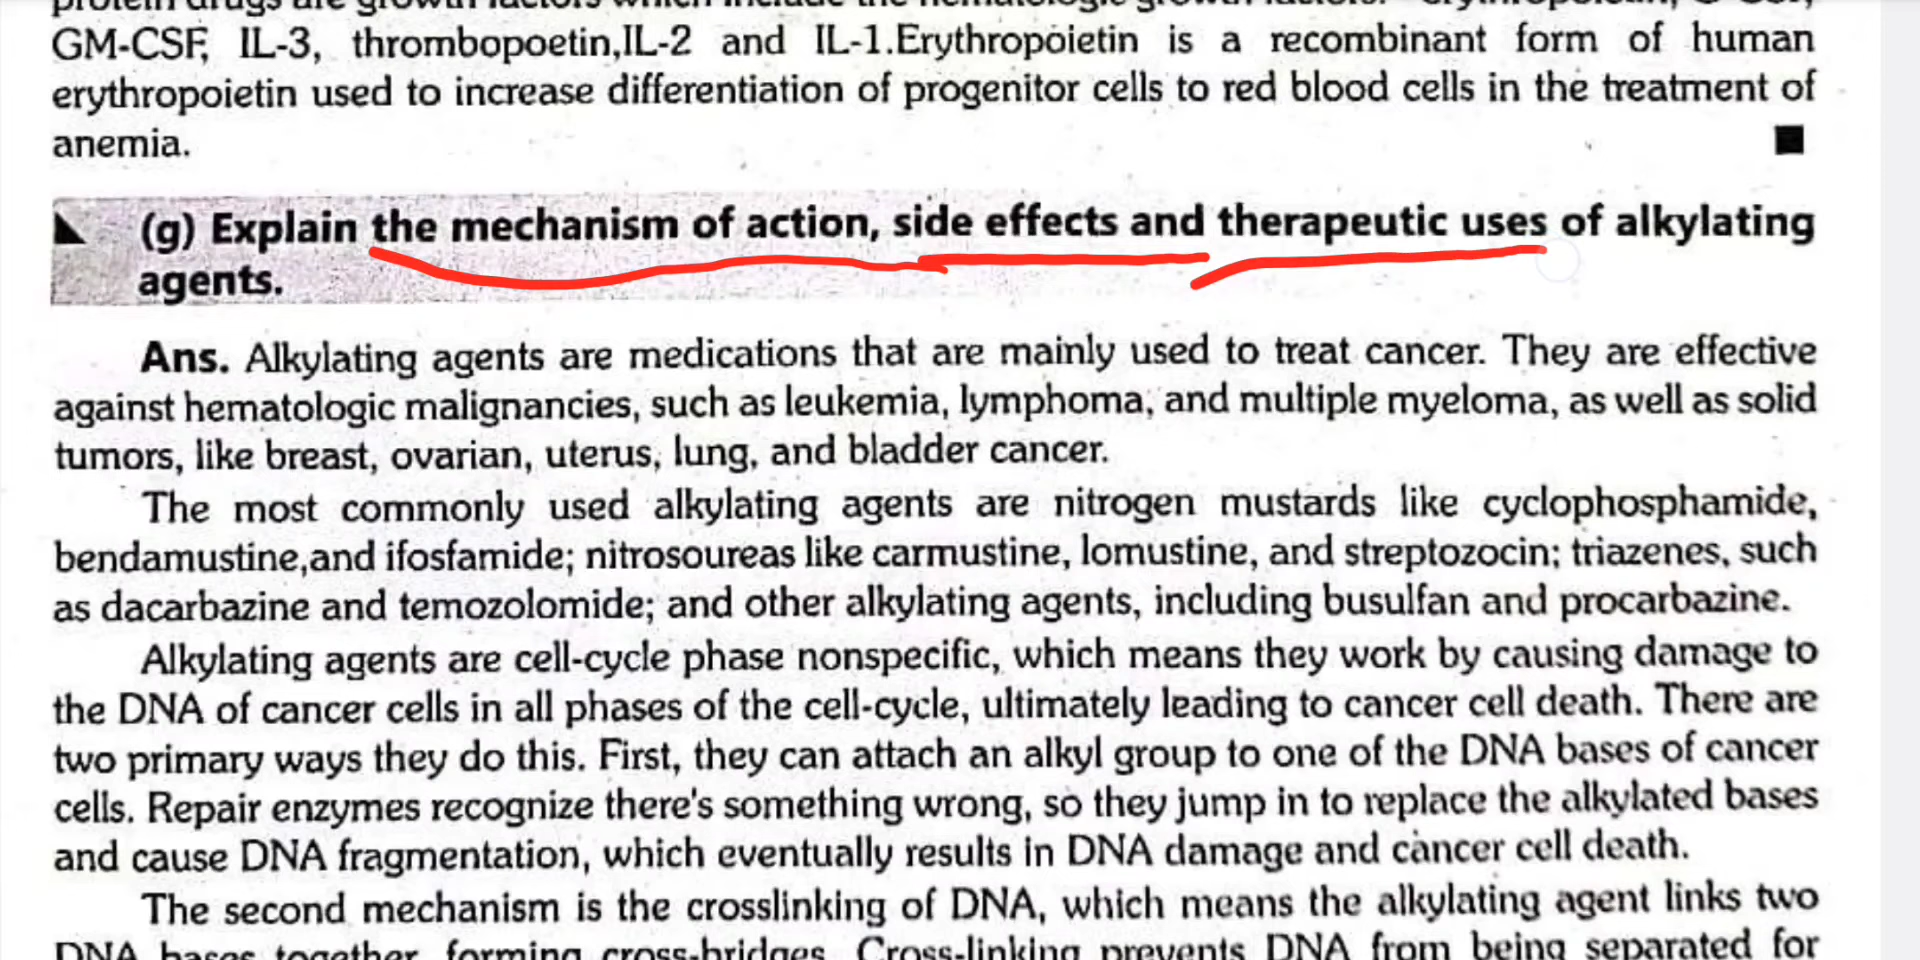 protein drugs are growth factors which include the hematologic growth factors:
GM-CSF, IL-3, thrombopoetin,IL-2 and IL-1.Erythropoietin is a recombinant form of human
erythropoietin used to increase differentiation of progenitor cells to red blood cells in the treatment of
anemia.
(g) Explain the mechanism of action, side effects and therapeutic uses of alkylating
agents.
Ans. Alkylating agents are medications that are mainly used to treat cancer. They are effective
against hematologic malignancies, such as leukemia, lymphoma, and multiple myeloma, as well as solid
tumors, like breast, ovarian, uterus, lung, and bladder cancer.
The most commonly used alkylating agents are nitrogen mustards like cyclophosphamide,
bendamustine,and ifosfamide; nitrosoureas like carmustine, lomustine, and streptozocin; triazenes, such
as dacarbazine and temozolomide; and other alkylating agents, including busulfan and procarbazine.
Alkylating agents are cell-cycle phase nonspecific, which means they work by causing damage to
the DNA of cancer cells in all phases of the cell-cycle, ultimately leading to cancer cell death. There are
two primary ways they do this. First, they can attach an alkyl group to one of the DNA bases of cancer
cells. Repair enzymes recognize there's something wrong, so they jump in to replace the alkylated bases
and cause DNA fragmentation, which eventually results in DNA damage and cancer cell death.
The second mechanism is the crosslinking of DNA, which means the alkylating agent links two
DNA bases together, forming cross-bridges. Cross-linking prevents DNA from being separated for